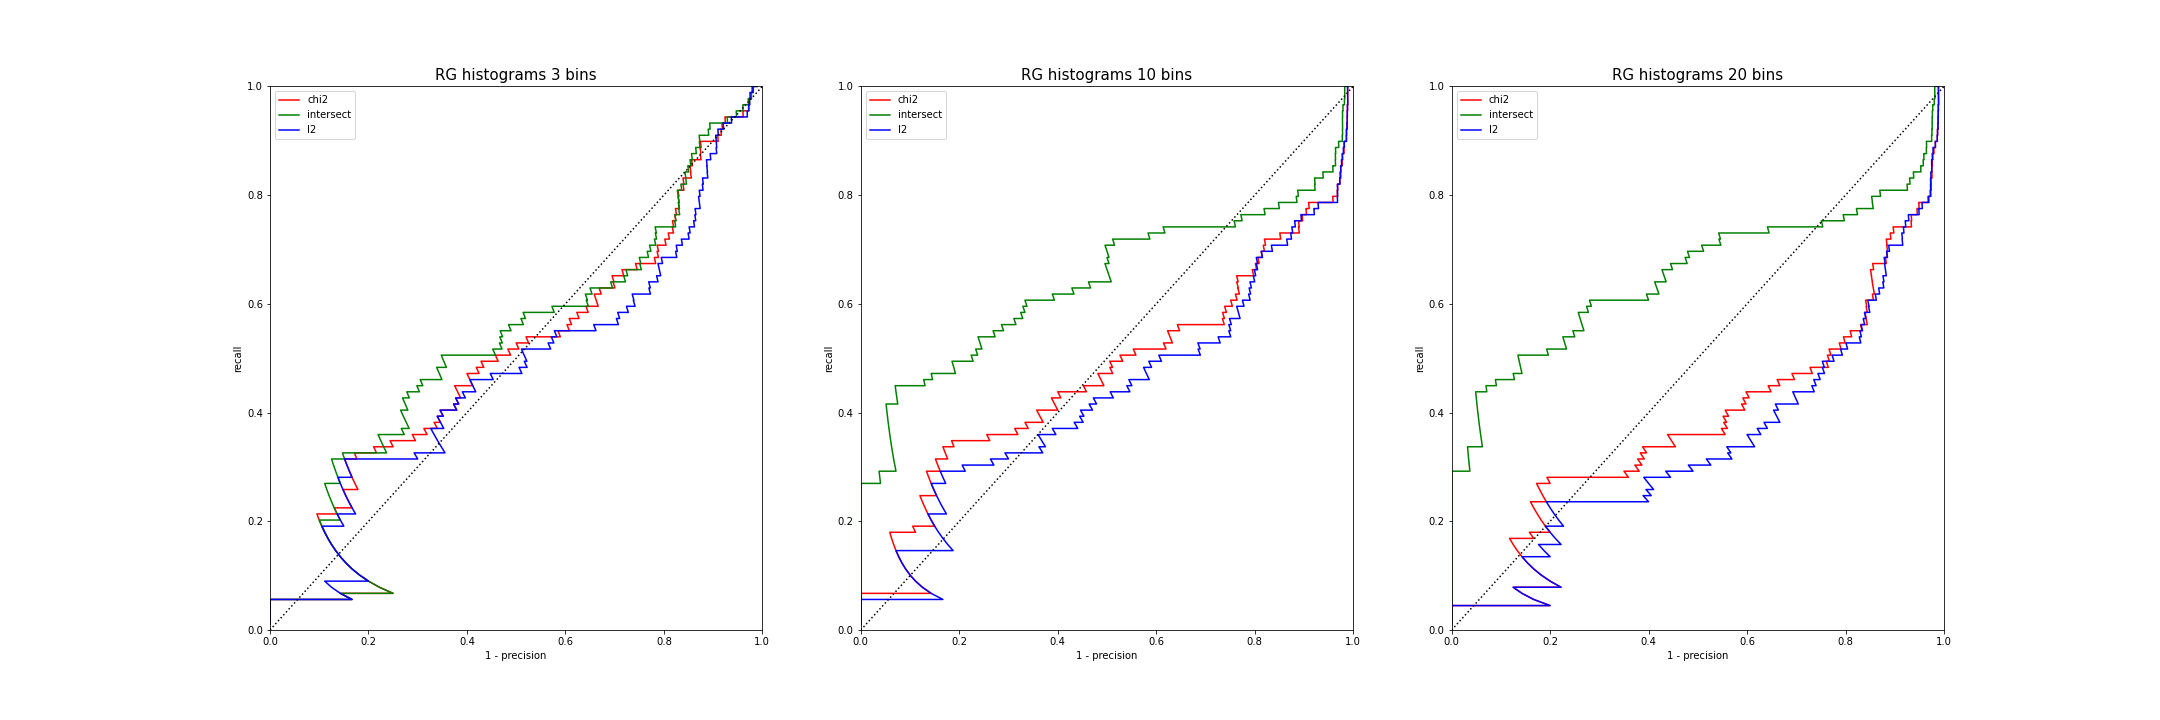 RG histograms 3 bins
chi2
intersect
l2
1.0
0.8
0.6
0.4
0.2
0.0
recall
0.0 0.2 0.4 0.6 0.8 1.0
1 - precision
RG histograms 10 bins
chi2
intersect
l2
1.0
0.8
0.6
0.4
0.2
0.0
recall
0.0 0.2 0.4 0.6 0.8 1.0
1 - precision
RG histograms 20 bins
chi2
intersect
l2
1.0
0.8
0.6
0.4
0.2
0.0
recall
0.0 0.2 0.4 0.6 0.8 1.0
1 - precision